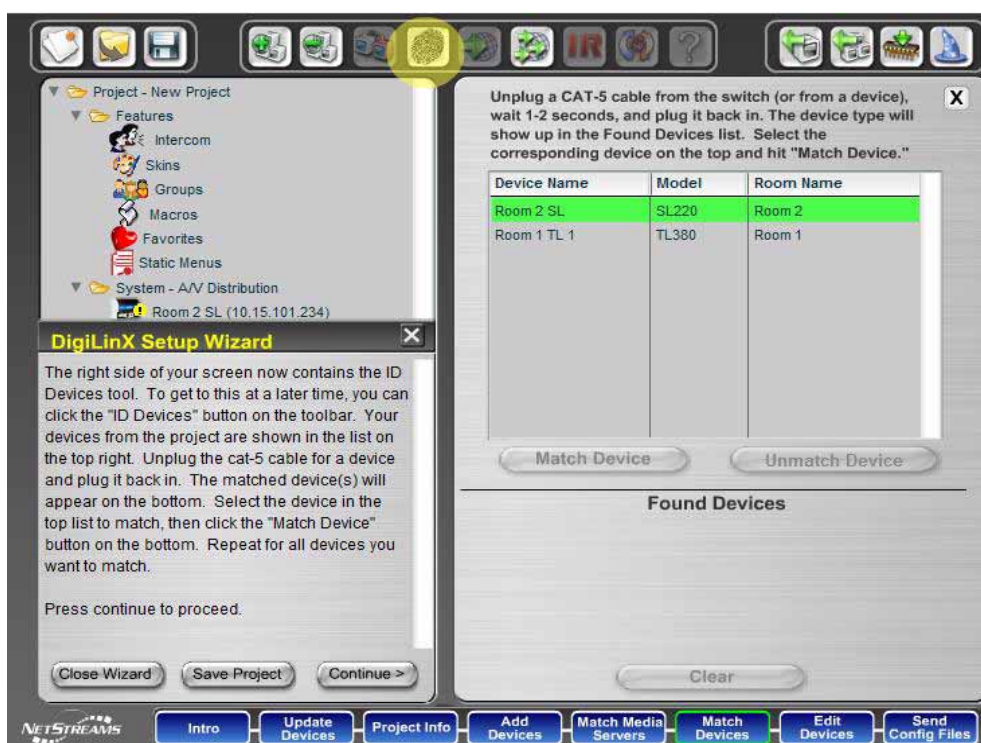 IR
?
Project - New Project
Features
Intercom
Skins
Groups
Macros
Favorites
Static Menus
System - A/V Distribution
Room 2 SL (10.15.101.234)
DigiLinX Setup Wizard
X
The right side of your screen now contains the ID
Devices tool. To get to this at a later time, you can
click the "ID Devices" button on the toolbar. Your
devices from the project are shown in the list on
the top right. Unplug the cat-5 cable for a device
and plug it back in. The matched device(s) will
appear on the bottom. Select the device in the
top list to match, then click the "Match Device"
button on the bottom. Repeat for all devices you
want to match.
Press continue to proceed.
Close Wizard
Save Project
Continue >
Unplug a CAT-5 cable from the switch (or from a device),
wait 1-2 seconds, and plug it back in. The device type will
show up in the Found Devices list. Select the
corresponding device on the top and hit "Match Device."
X
Device Name Model Room Name
Room 2 SL SL220 Room 2
Room 1 TL 1 TL380 Room 1
Match Device
Unmatch Device
Found Devices
Clear
NETSTREAMS
Intro
Update
Devices
Project Info
Add
Devices
Match Media
Servers
Match
Devices
Edit
Devices
Send
Config Files